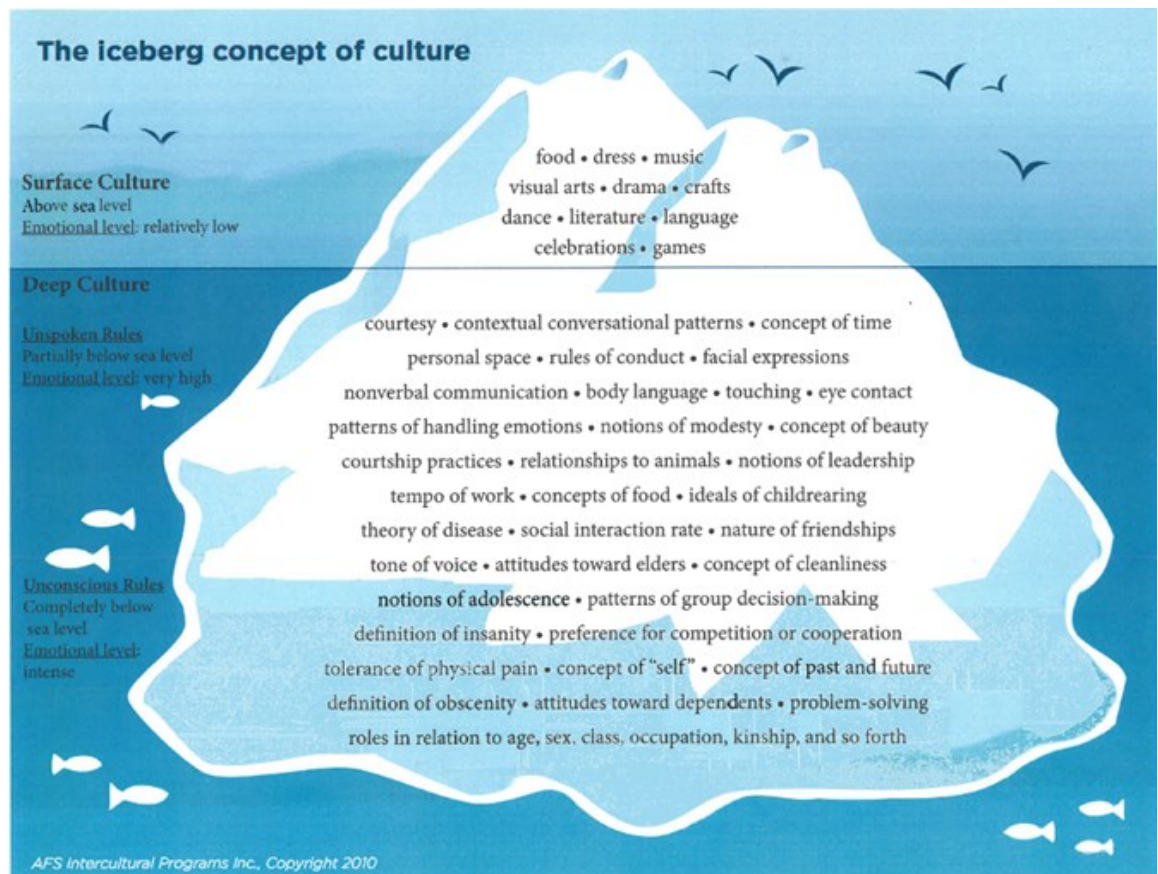 The iceberg concept of culture
food • dress • music
Surface Culture
Above sea level
Emotional level: relatively low
visual arts • drama • crafts
dance • literature • language
celebrations • games
Deep Culture
Unspoken Rules
Partially below sea level
Emotional level: very high
courtesy • contextual conversational patterns • concept of time
personal space • rules of conduct • facial expressions
nonverbal communication • body language • touching • eye contact
patterns of handling emotions • notions of modesty • concept of beauty
courtship practices • relationships to animals • notions of leadership
tempo of work • concepts of food • ideals of childrearing
theory of disease • social interaction rate • nature of friendships
tone of voice • attitudes toward elders • concept of cleanliness
Unconscious Rules
Completely below
sea level
Emotional level:
intense
notions of adolescence • patterns of group decision-making
definition of insanity • preference for competition or cooperation
tolerance of physical pain • concept of “self” • concept of past and future
definition of obscenity • attitudes toward dependents • problem-solving
roles in relation to age, sex, class, occupation, kinship, and so forth
AFS Intercultural Programs Inc., Copyright 2010